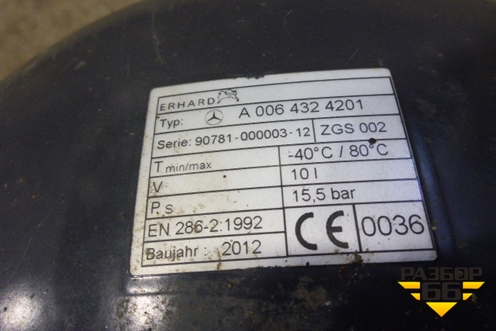 ERHARD
Typ: A 006 432 4201
Serie: 90781-000003-12 ZGS 002
T min/max -40°C / 80°C
V 10 l
P. s 15,5 bar
EN 286-2:1992 CE 0036
Baujahr: 2012
РАЗБОР
66